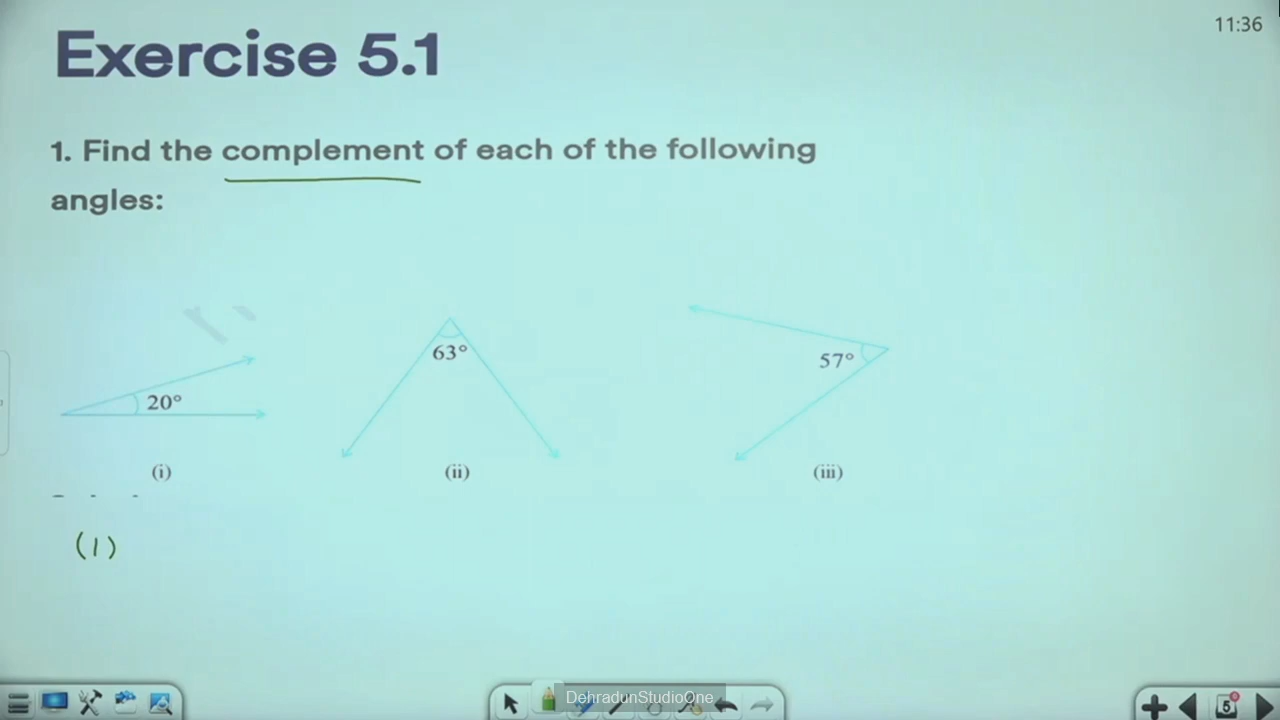 11:36
Exercise 5.1
1. Find the complement of each of the following
angles:
63°
57°
20°
(i)
(ii)
(iii)
(1)
DehradunStudioOne
5